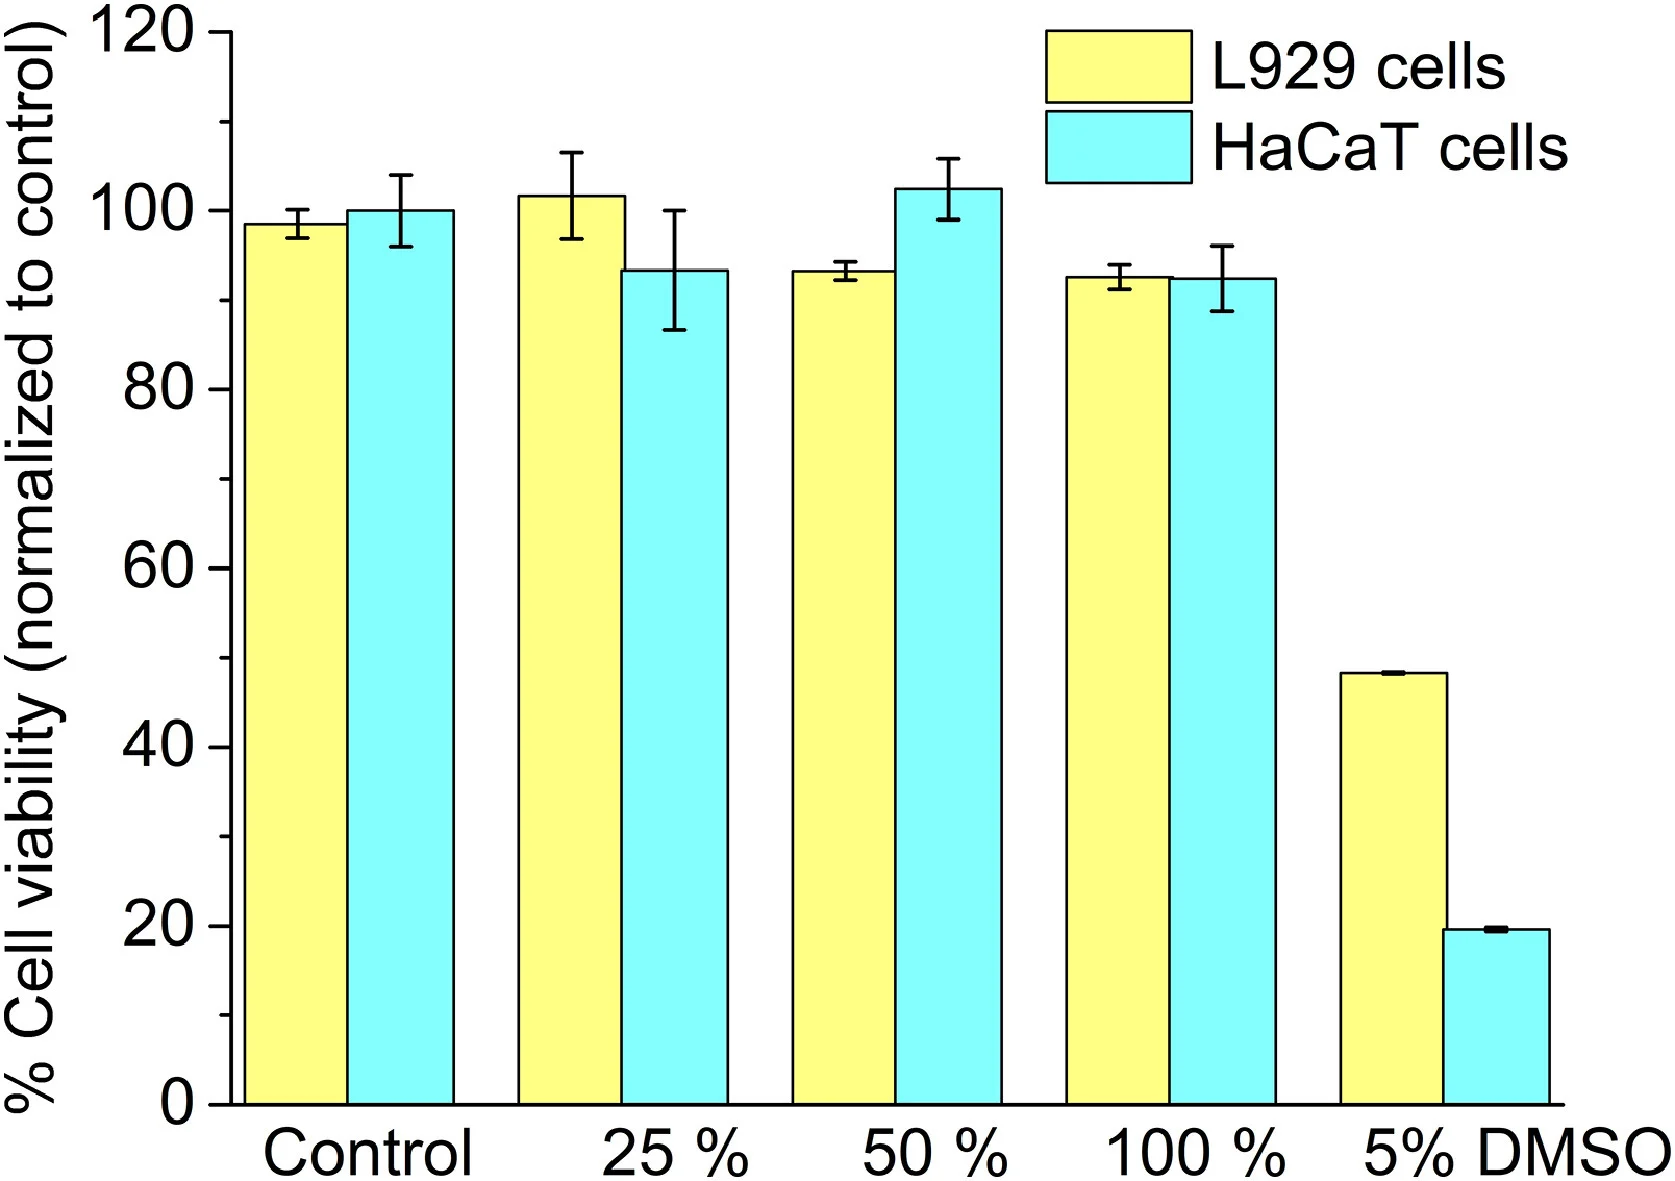 % Cell viability (normalized to control)
120
100
80
60
40
20
0
L929 cells
HaCaT cells
Control
25 %
50 %
100 %
5% DMSO